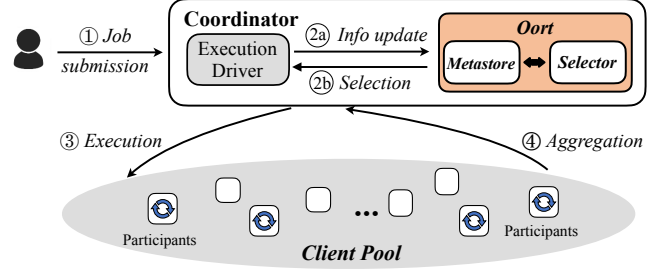 Coordinator
① Job
submission
Execution
Driver
2a Info update
2b Selection
Oort
Metastore
Selector
③ Execution
④ Aggregation
...
Participants
Participants
Client Pool